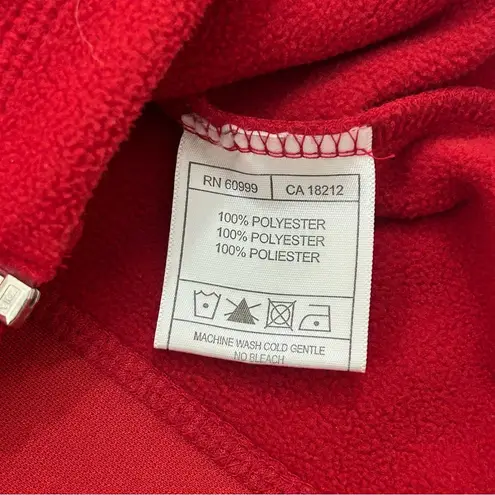 RN 60999 CA 18212
100% POLYESTER
100% POLYESTER
100% POLIESTER
MACHINE WASH COLD GENTLE
NO BLEACH